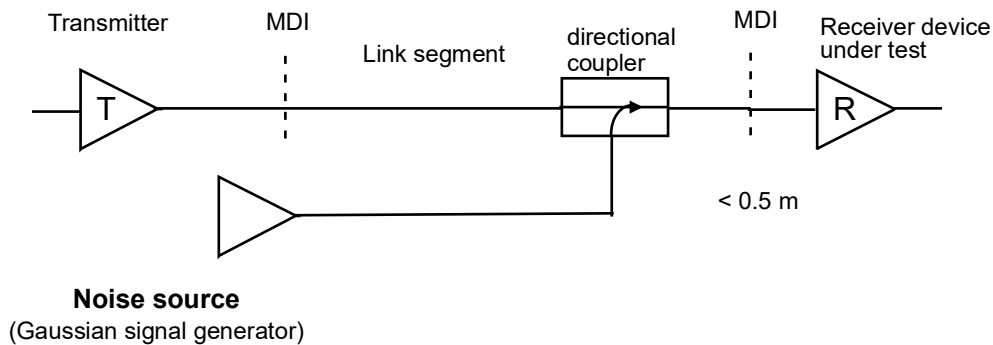 Transmitter
MDI
Link segment
directional
coupler
MDI
Receiver device
under test
T
R
< 0.5 m
Noise source
(Gaussian signal generator)